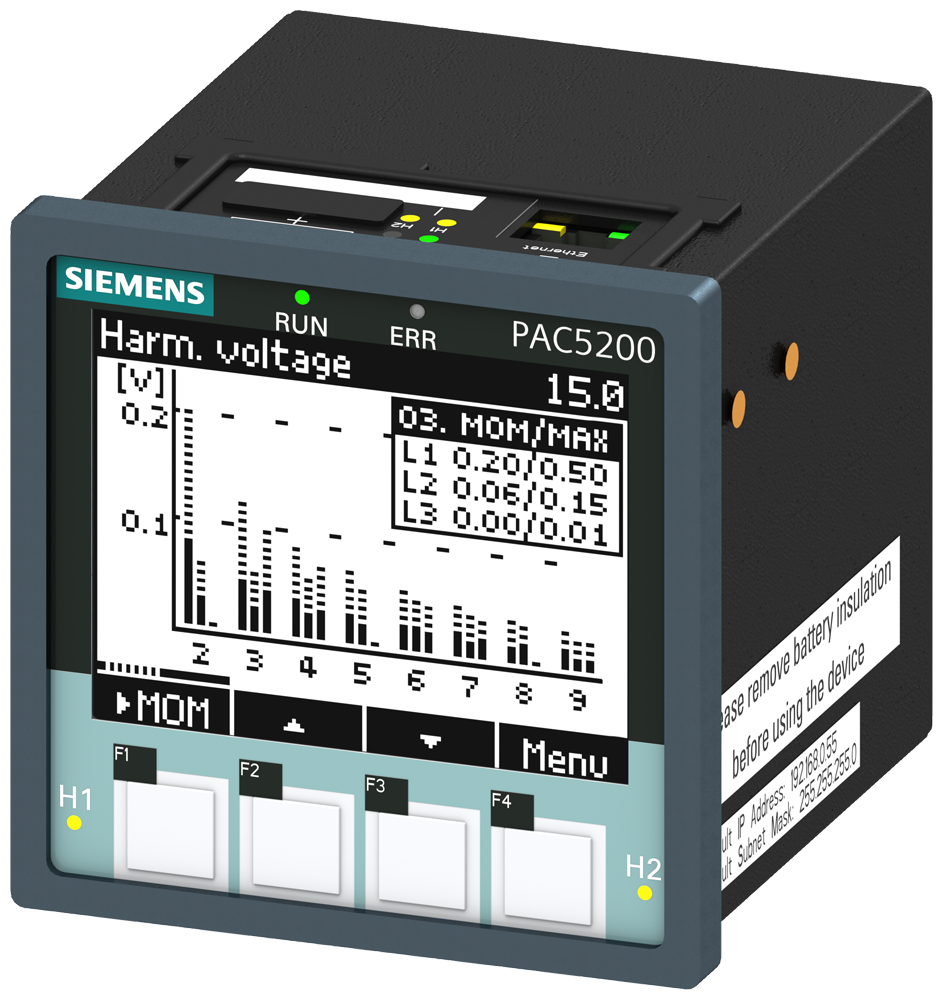 H2
H1
Ethernet
SIEMENS
RUN
ERR
PAC5200
Harm. voltage
15.0
[V]
0.2
0.1
03. MOM/MAX
L1 0.20/0.50
L2 0.06/0.15
L3 0.00/0.01
2 3 4 5 6 7 8 9
MOM
Menu
F1
F2
F3
F4
H1
H2
remove battery insulation
before using the device
IP Address: 192.168.0.55
Subnet Mask: 255.255.255.0